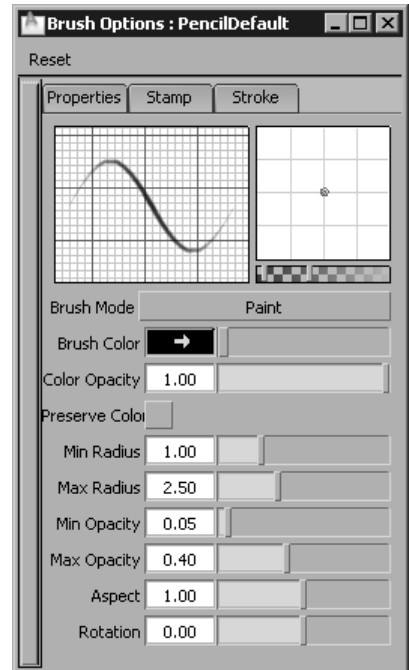 Brush Options : PencilDefault
Reset
Properties Stamp Stroke
Brush Mode Paint
Brush Color
Color Opacity 1.00
Preserve Color
Min Radius 1.00
Max Radius 2.50
Min Opacity 0.05
Max Opacity 0.40
Aspect 1.00
Rotation 0.00